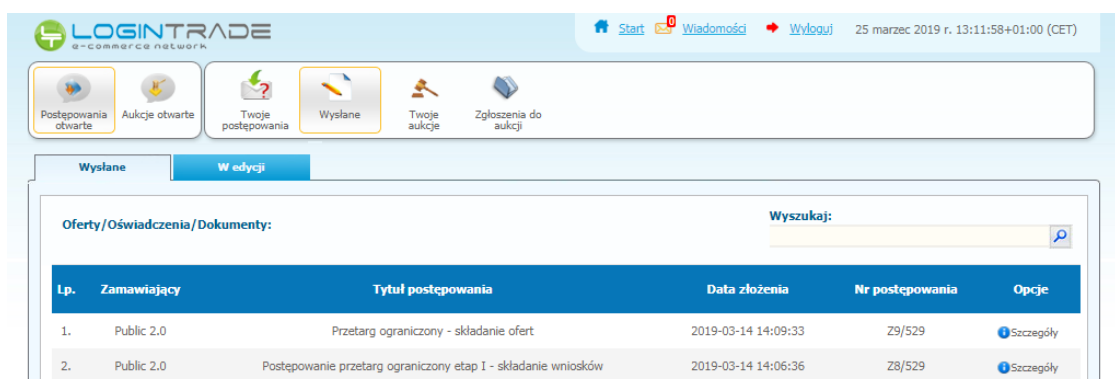 LOGINTRADE
e-commerce network
Start 0 Wiadomości Wyloguj 25 marzec 2019 r. 13:11:58+01:00 (CET)
Postępowania otwarte Aukcje otwarte Twoje postępowania Wysłane Twoje aukcje Zgłoszenia do aukcji
Wysłane W edycji
Oferty/Oświadczenia/Dokumenty: Wyszukaj:
Lp. Zamawiający Tytuł postępowania Data złożenia Nr postępowania Opcje
1. Public 2.0 Przetarg ograniczony - składanie ofert 2019-03-14 14:09:33 Z9/529 Szczegóły
2. Public 2.0 Postępowanie przetarg ograniczony etap I - składanie wniosków 2019-03-14 14:06:36 Z8/529 Szczegóły